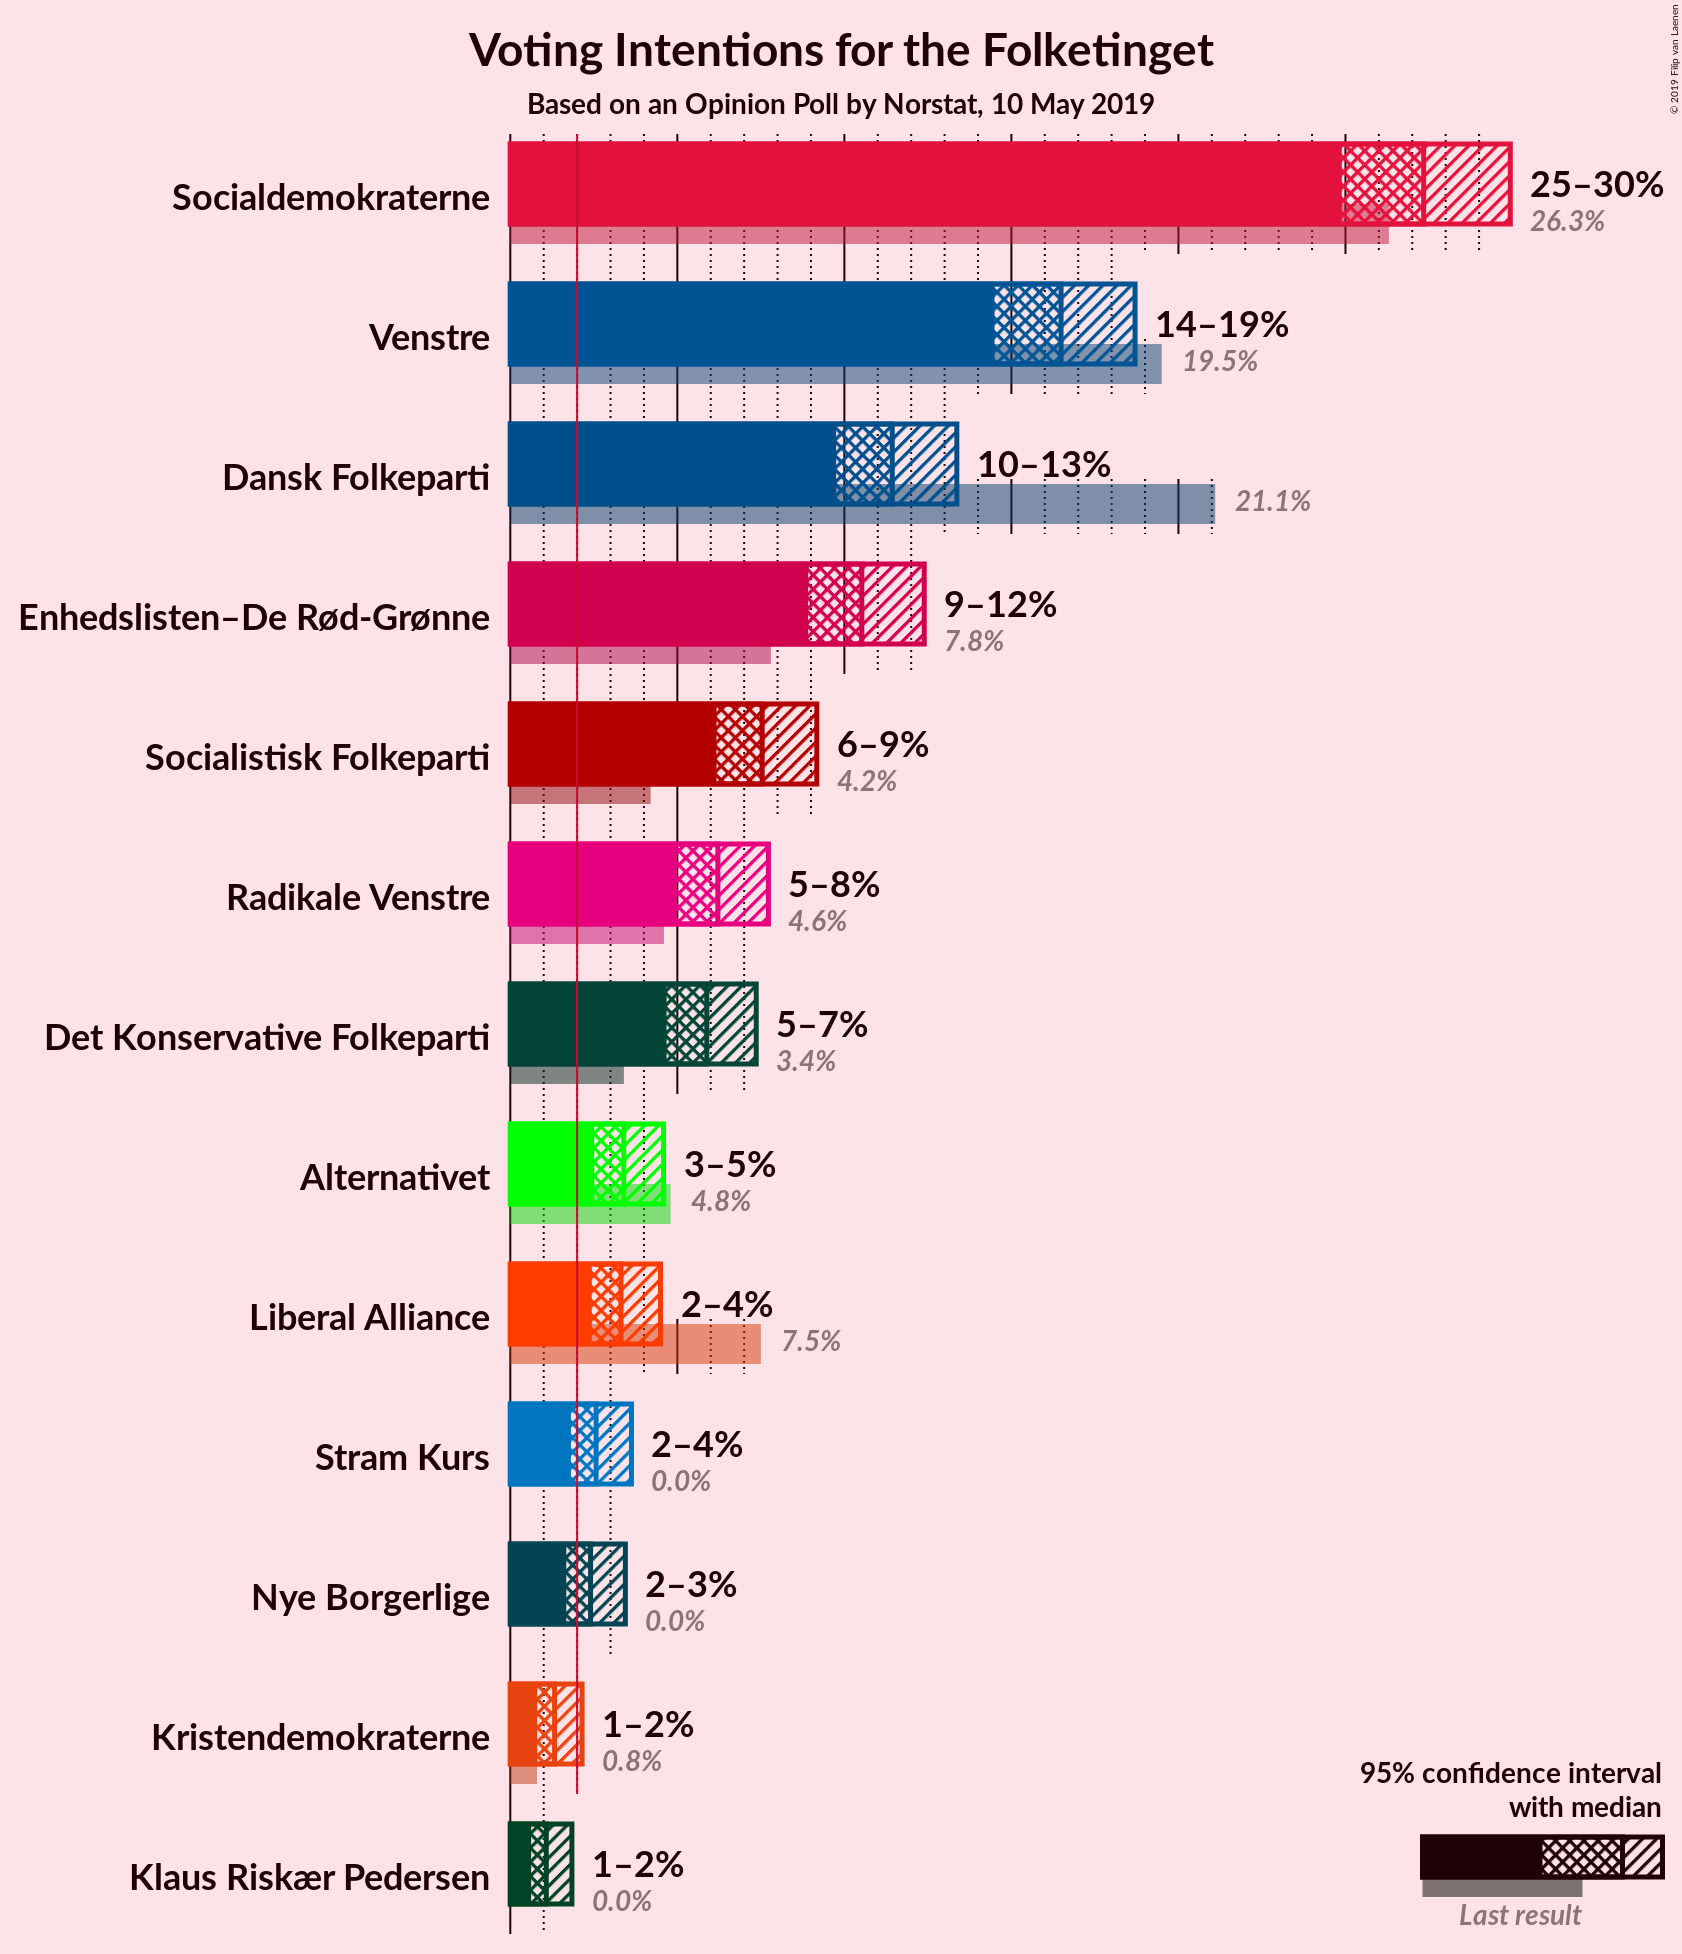 Voting Intentions for the Folketinget
Based on an Opinion Poll by Norstat, 10 May 2019
© 2019 Filip van Laenen
Socialdemokraterne
25–30%
26.3%
Venstre
14–19%
19.5%
Dansk Folkeparti
10–13%
21.1%
Enhedslisten–De Rød-Grønne
9–12%
7.8%
Socialistisk Folkeparti
6–9%
4.2%
Radikale Venstre
5–8%
4.6%
Det Konservative Folkeparti
5–7%
3.4%
Alternativet
3–5%
4.8%
Liberal Alliance
2–4%
7.5%
Stram Kurs
2–4%
0.0%
Nye Borgerlige
2–3%
0.0%
Kristendemokraterne
1–2%
0.8%
Klaus Riskær Pedersen
1–2%
0.0%
95% confidence interval
with median
Last result